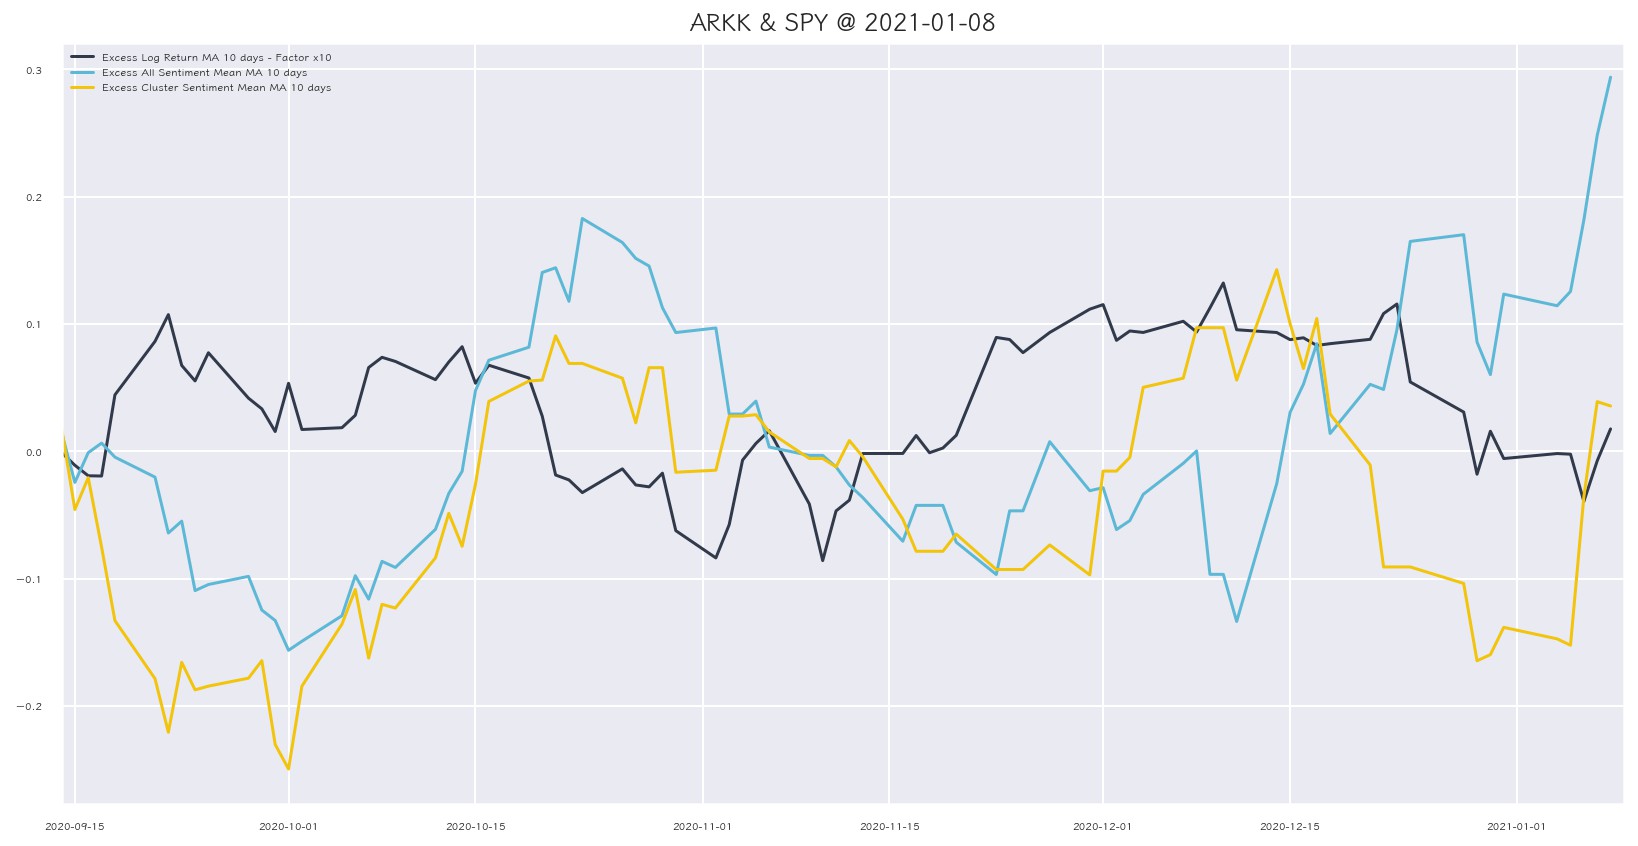 ARKK & SPY @ 2021-01-08
Excess Log Return MA 10 days - Factor x10
Excess All Sentiment Mean MA 10 days
Excess Cluster Sentiment Mean MA 10 days
0.3
0.2
0.1
0.0
−0.1
−0.2
2020-09-15 2020-10-01 2020-10-15 2020-11-01 2020-11-15 2020-12-01 2020-12-15 2021-01-01